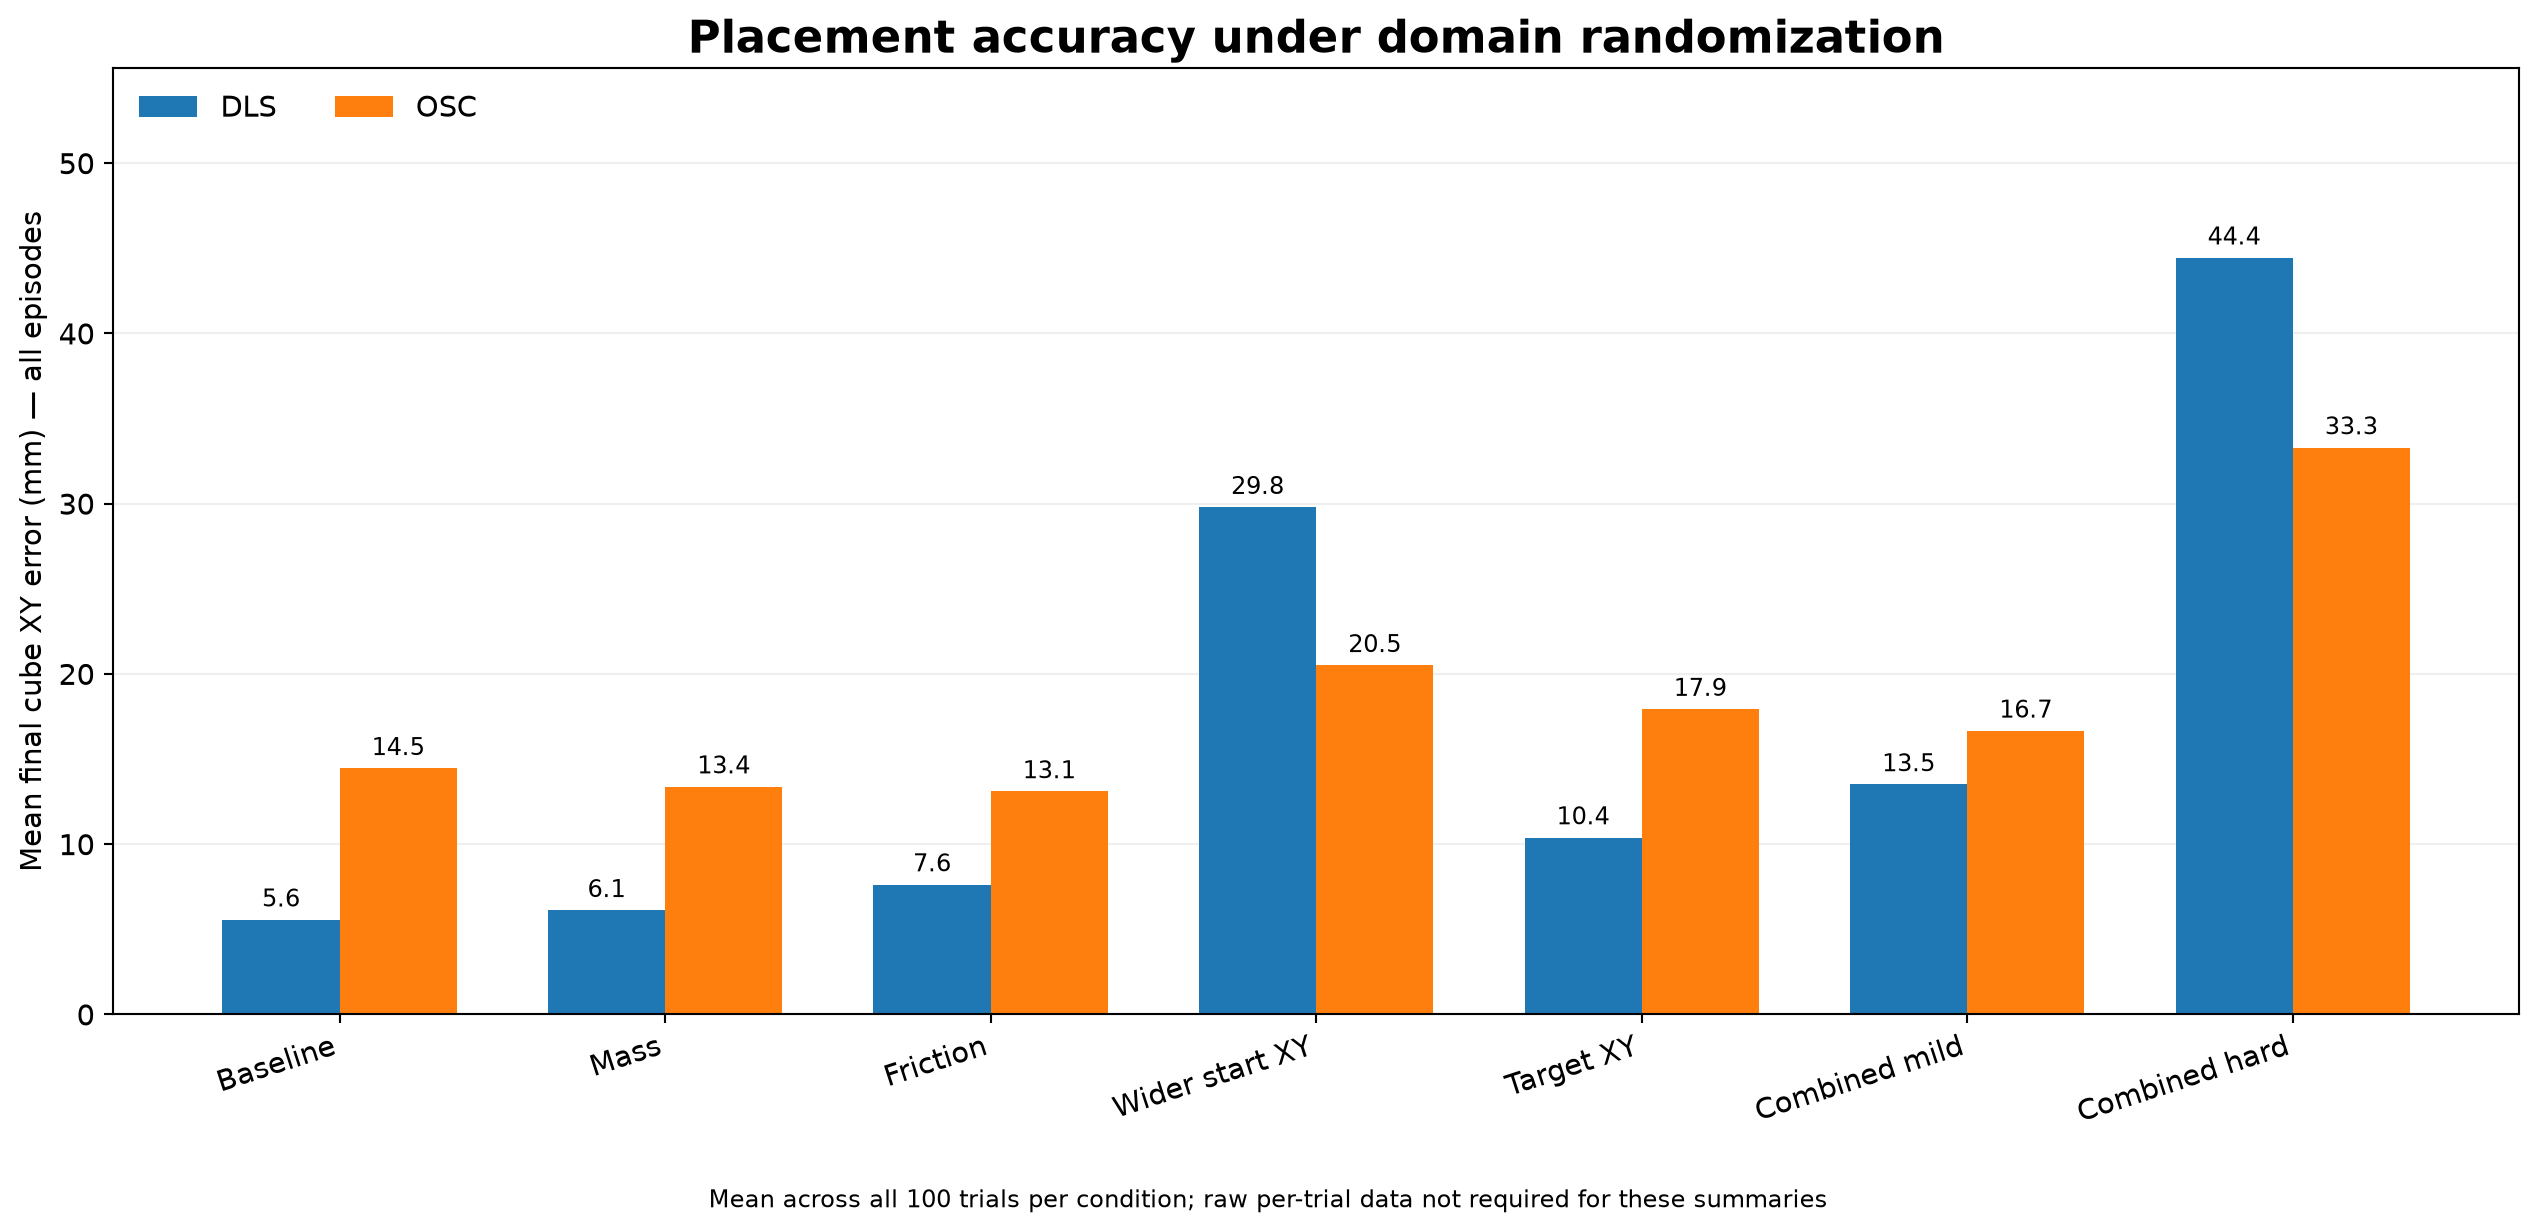 Placement accuracy under domain randomization
DLS
OSC
Mean final cube XY error (mm) — all episodes
50
40
30
20
10
0
5.6
14.5
6.1
13.4
7.6
13.1
29.8
20.5
10.4
17.9
13.5
16.7
44.4
33.3
Baseline
Mass
Friction
Wider start XY
Target XY
Combined mild
Combined hard
Mean across all 100 trials per condition; raw per-trial data not required for these summaries